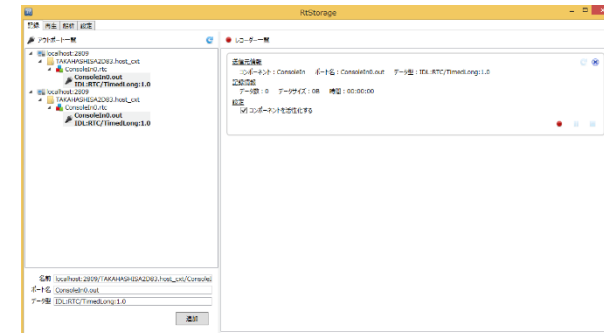 RtStorage
記録 再生 解析 設定
アウトポート一覧
localhost:2809
TAKAHASHISA2D83.host_cxt
ConsoleIn0.rtc
ConsoleIn0.out
IDL:RTC/TimedLong:1.0
localhost:2809
TAKAHASHISA2D83.host_cxt
ConsoleIn0.rtc
ConsoleIn0.out
IDL:RTC/TimedLong:1.0
名前 localhost:2809/TAKAHASHISA2D83.host_cxt/ConsoleI
ポート名 ConsoleIn0.out
データ型 IDL:RTC/TimedLong:1.0
追加
レコーダー一覧
送信元情報
コンポーネント：ConsoleIn ポート名：ConsoleIn0.out データ型：IDL:RTC/TimedLong:1.0
記録情報
データ数：0 データサイズ：0B 時間：00:00:00
設定
コンポーネントを活性化する